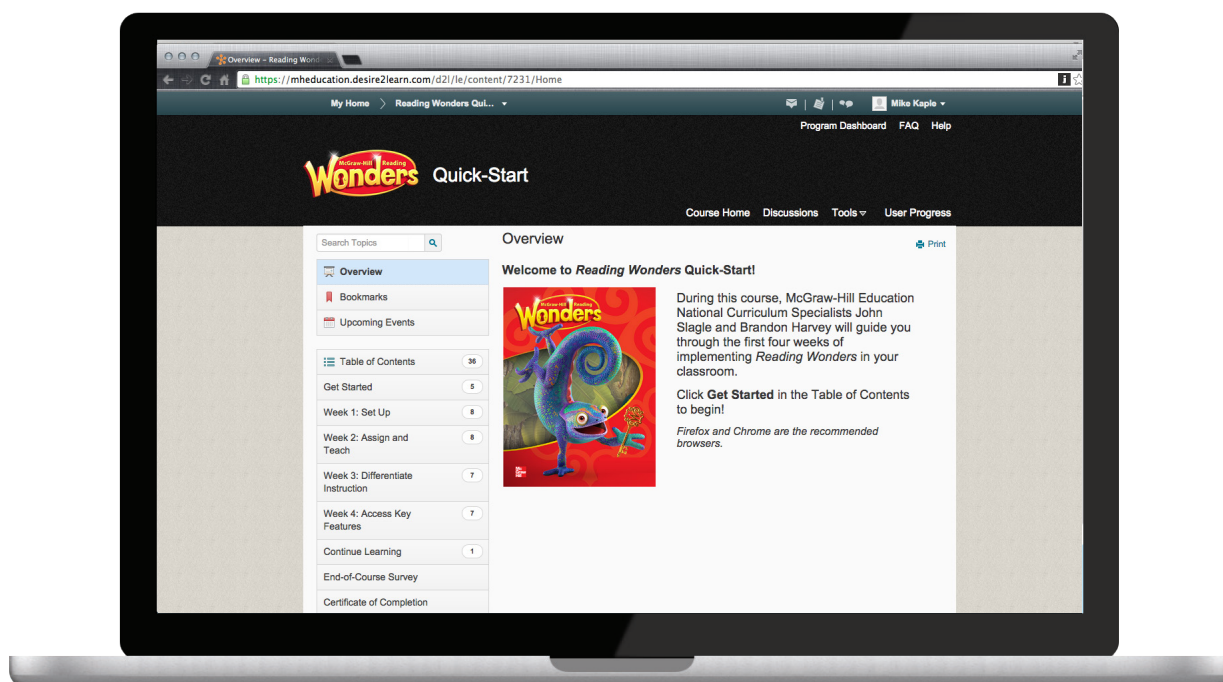 Overview - Reading Wond
https://mheducation.desire2learn.com/d2l/le/content/7231/Home
My Home Reading Wonders Qui... Mike Kaple
Program Dashboard FAQ Help
McGraw-Hill Reading
Wonders
Quick-Start
Course Home Discussions Tools User Progress
Search Topics
Overview
Bookmarks
Upcoming Events
Table of Contents 36
Get Started 5
Week 1: Set Up 8
Week 2: Assign and 8
Teach
Week 3: Differentiate 7
Instruction
Week 4: Access Key 7
Features
Continue Learning 1
End-of-Course Survey
Certificate of Completion
Overview
Print
Welcome to Reading Wonders Quick-Start!
McGraw-Hill Reading
Wonders
During this course, McGraw-Hill Education
National Curriculum Specialists John
Slagle and Brandon Harvey will guide you
through the first four weeks of
implementing Reading Wonders in your
classroom.
Click Get Started in the Table of Contents
to begin!
Firefox and Chrome are the recommended
browsers.